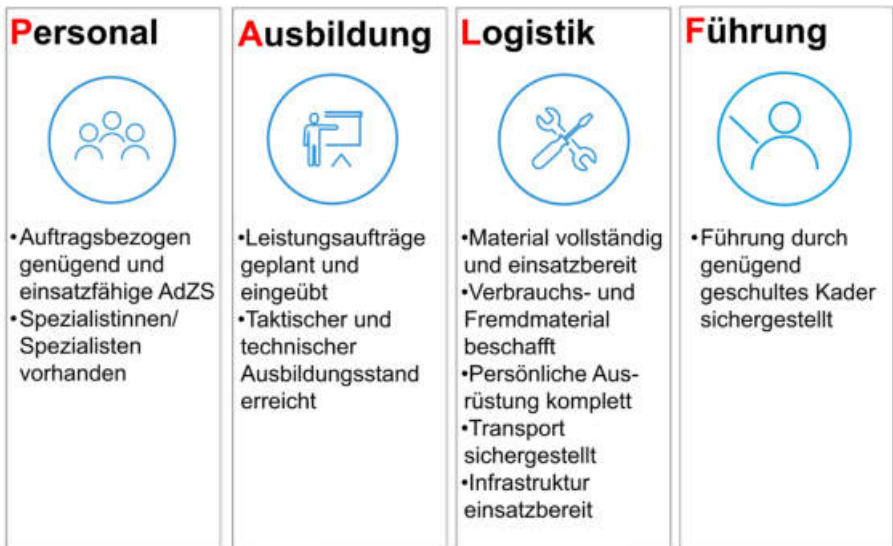 Personal
•Auftragsbezogen
genügend und
einsatzfähige AdZS
•Spezialistinnen/
Spezialisten
vorhanden
Ausbildung
•Leistungsaufträge
geplant und
eingeübt
•Taktischer und
technischer
Ausbildungsstand
erreicht
Logistik
•Material vollständig
und einsatzbereit
•Verbrauchs- und
Fremdmaterial
beschafft
•Persönliche Aus-
rüstung komplett
•Transport
sichergestellt
•Infrastruktur
einsatzbereit
Führung
•Führung durch
genügend
geschultes Kader
sichergestellt